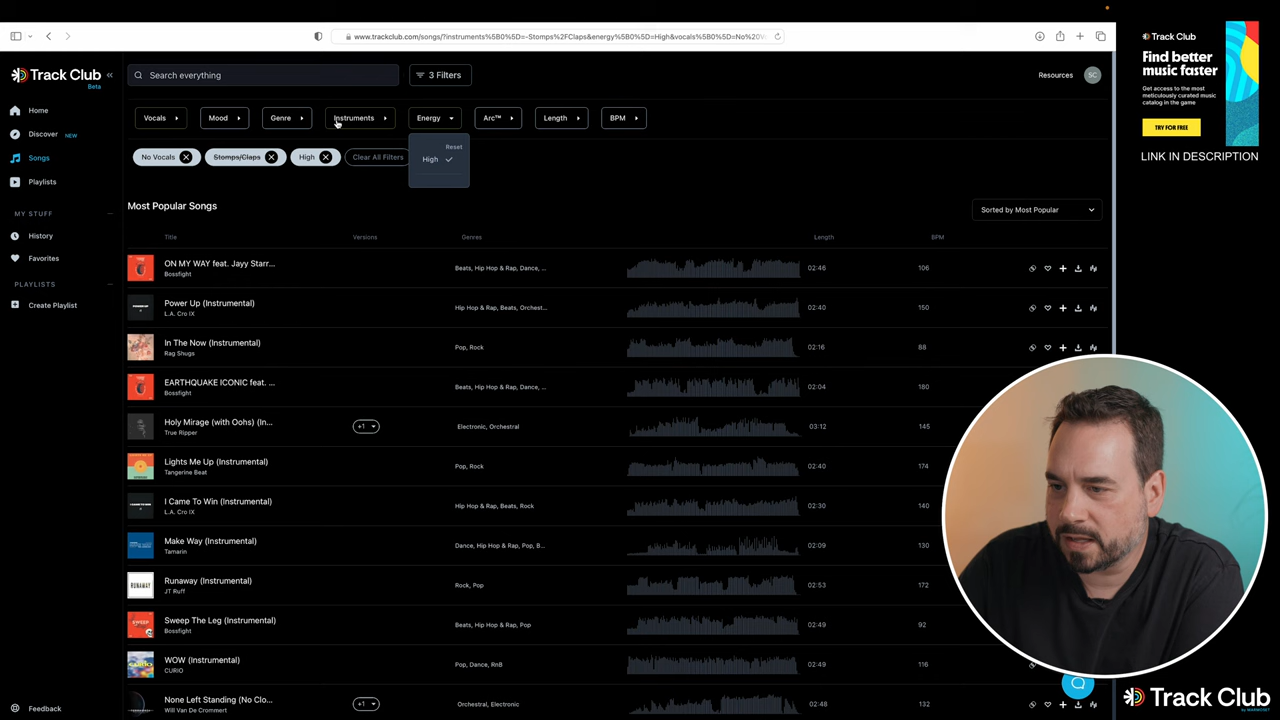 www.trackclub.com/songs/?instruments%5B0%5D=-Stomps%2FClaps&energy%5B0%5D=High&vocals%5B0%5D=No%20V
Track Club
Beta
Search everything
3 Filters
Resources
SC
Home
Discover NEW
Songs
Playlists
MY STUFF
History
Favorites
PLAYLISTS
Create Playlist
Feedback
Vocals
Mood
Genre
Instruments
Energy
Arc™
Length
BPM
No Vocals
Stomps/Claps
High
Clear All Filters
Reset
High
Most Popular Songs
Sorted by Most Popular
Title Versions Genres Length BPM
ON MY WAY feat. Jayy Starr...
Bossfight
Beats, Hip Hop & Rap, Dance, ...
02:46
106
Power Up (Instrumental)
L.A. Cro IX
Hip Hop & Rap, Beats, Orchest...
02:40
150
In The Now (Instrumental)
Rag Shugs
Pop, Rock
02:16
88
EARTHQUAKE ICONIC feat. ...
Bossfight
Beats, Hip Hop & Rap, Dance, ...
02:04
180
Holy Mirage (with Oohs) (In...
True Ripper
+1
Electronic, Orchestral
03:12
145
Lights Me Up (Instrumental)
Tangerine Beat
Pop, Rock
02:40
174
I Came To Win (Instrumental)
L.A. Cro IX
Hip Hop & Rap, Beats, Rock
02:30
140
Make Way (Instrumental)
Tamarin
Dance, Hip Hop & Rap, Pop, B...
02:09
130
Runaway (Instrumental)
JT Ruff
Rock, Pop
02:53
172
Sweep The Leg (Instrumental)
Bossfight
Beats, Hip Hop & Rap, Pop
02:49
92
WOW (Instrumental)
CURIO
Pop, Dance, RnB
02:49
116
None Left Standing (No Clo...
Will Van De Crommert
+1
Orchestral, Electronic
02:48
132
Track Club
Find better
music faster
Get access to the
most meticulously curated music
catalog in the game
TRY FOR FREE
LINK IN DESCRIPTION
Track Club